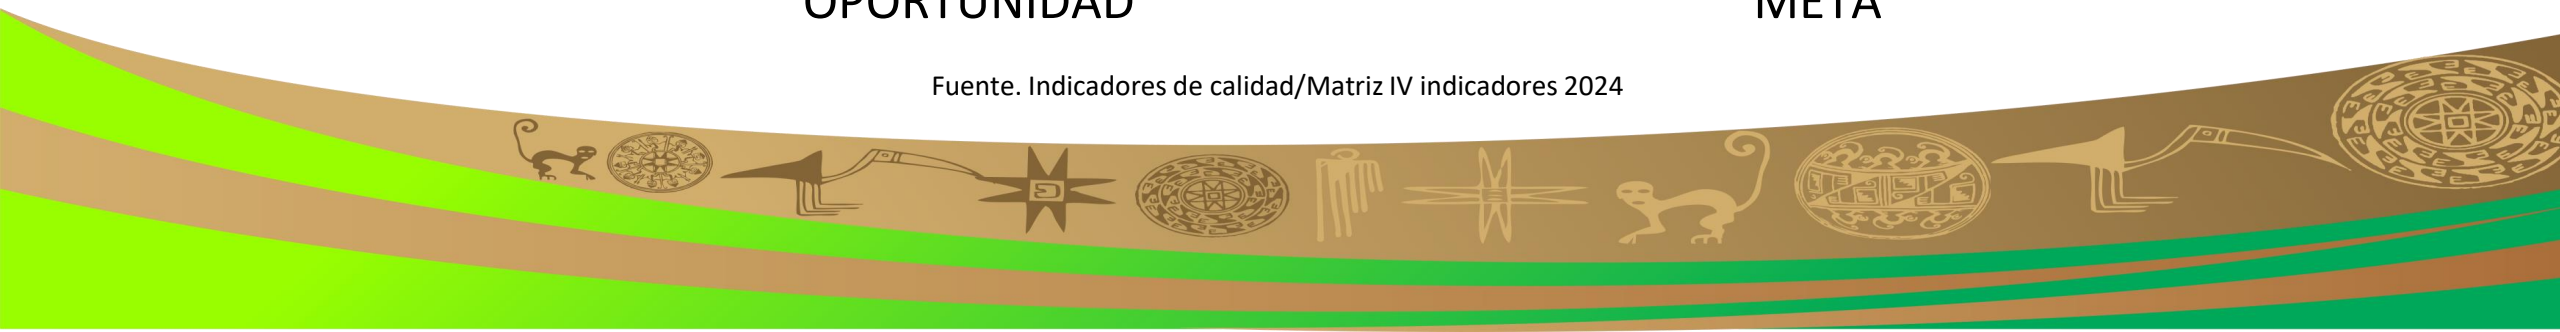 OPORTUNIDAD META
Fuente. Indicadores de calidad/Matriz IV indicadores 2024